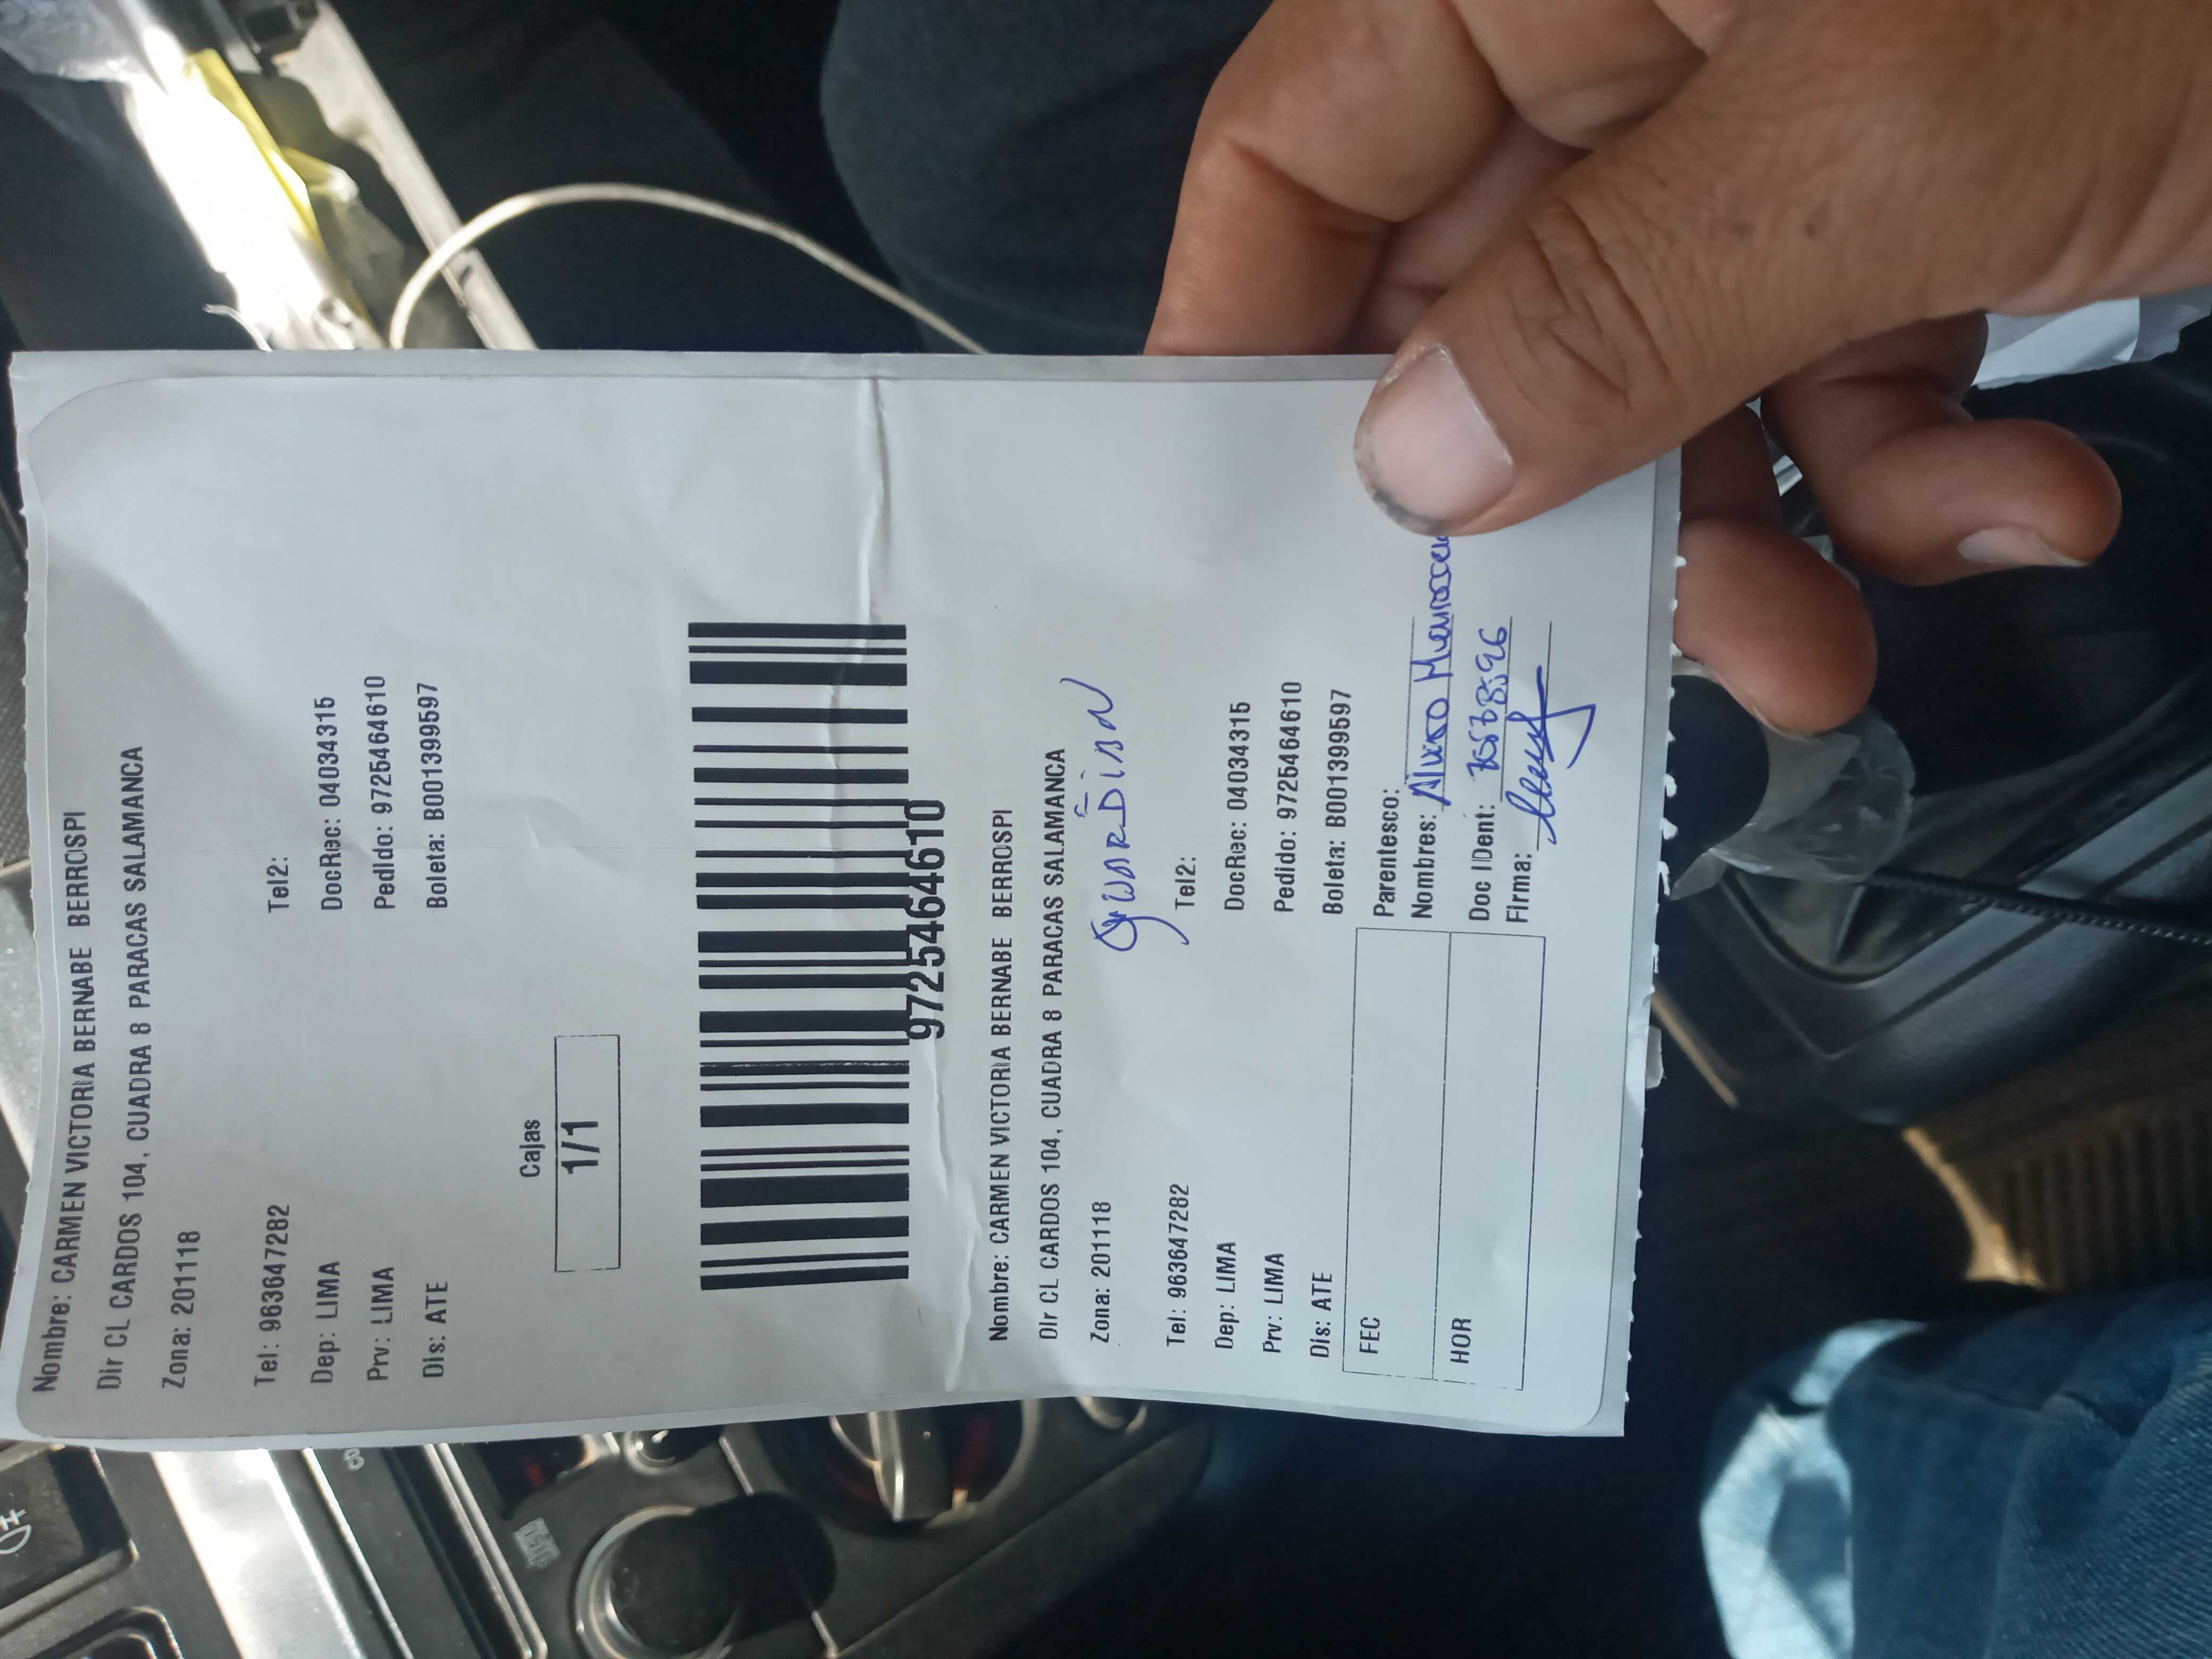 Nombre: CARMEN VICTORIA BERNABE BERROSPI
Dir CL CARDOS 104, CUADRA 8 PARACAS SALAMANCA
Zona: 201118
Tel: 963647282 Tel2:
Dep: LIMA DocRec: 04034315
Prv: LIMA Pedido: 97254646​10
Dis: ATE Boleta: B001399597
Cajas
1/1
9725464610
Nombre: CARMEN VICTORIA BERNABE BERROSPI
Dir CL CARDOS 104, CUADRA 8 PARACAS SALAMANCA
Zona: 201118 GUARDiAN
Tel: 963647282 Tel2:
Dep: LIMA DocRec: 04034315
Prv: LIMA Pedido: 9725464610
Dis: ATE Boleta: B001399597
FEC Parentesco:
Nombres: Alvaro
HOR Doc IDent:
Firma: